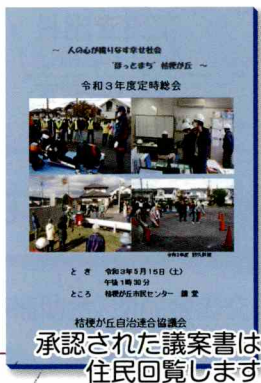 ～ 人の心が織りなす幸せ社会
“ほっとまち” 桔梗が丘 ～
令和3年度定時総会
と き 令和3年5月15日（土）
午後1時30分
ところ 桔梗が丘市民センター 講堂
桔梗が丘自治連合協議会
承認された議案書は
住民回覧します